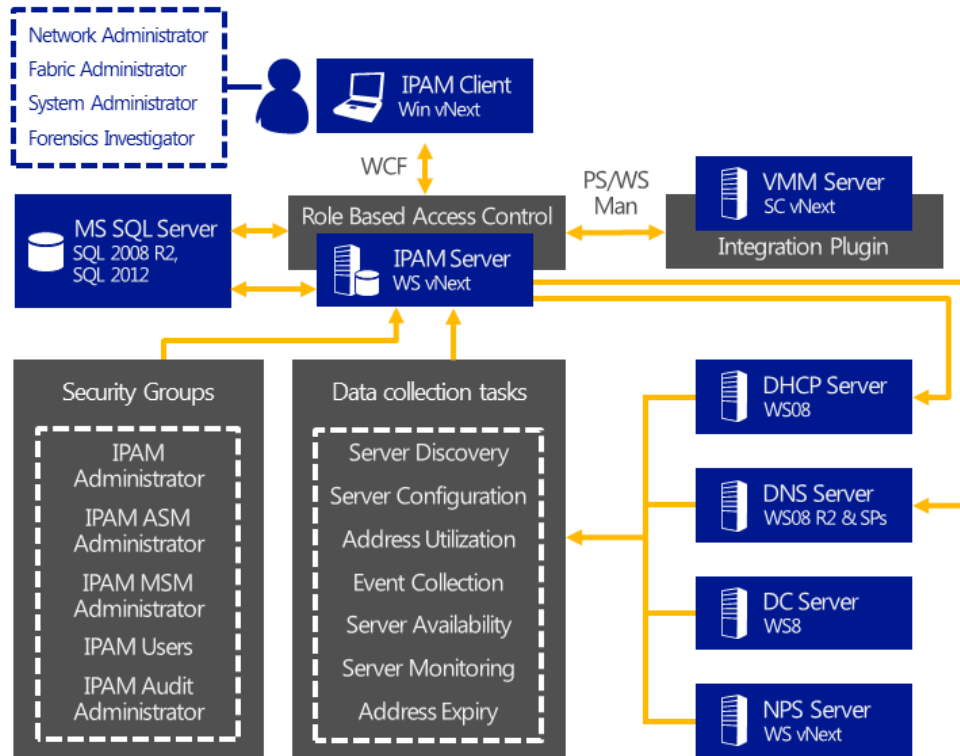 Network Administrator
Fabric Administrator
System Administrator
Forensics Investigator
IPAM Client
Win vNext
WCF
PS/WS
Man
VMM Server
SC vNext
Integration Plugin
MS SQL Server
SQL 2008 R2,
SQL 2012
Role Based Access Control
IPAM Server
WS vNext
Security Groups
IPAM
Administrator
IPAM ASM
Administrator
IPAM MSM
Administrator
IPAM Users
IPAM Audit
Administrator
Data collection tasks
Server Discovery
Server Configuration
Address Utilization
Event Collection
Server Availability
Server Monitoring
Address Expiry
DHCP Server
WS08
DNS Server
WS08 R2 & SPs
DC Server
WS8
NPS Server
WS vNext